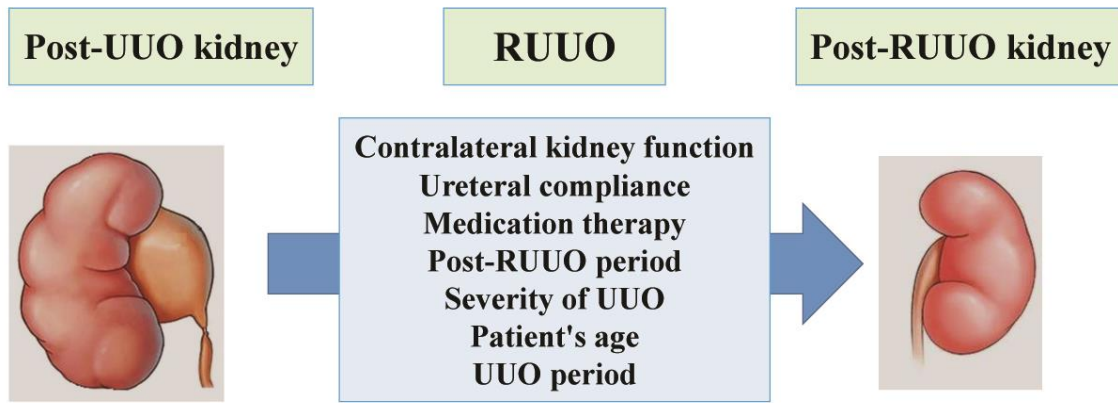 Post-UUO kidney
RUUO
Post-RUUO kidney
Contralateral kidney function
Ureteral compliance
Medication therapy
Post-RUUO period
Severity of UUO
Patient's age
UUO period